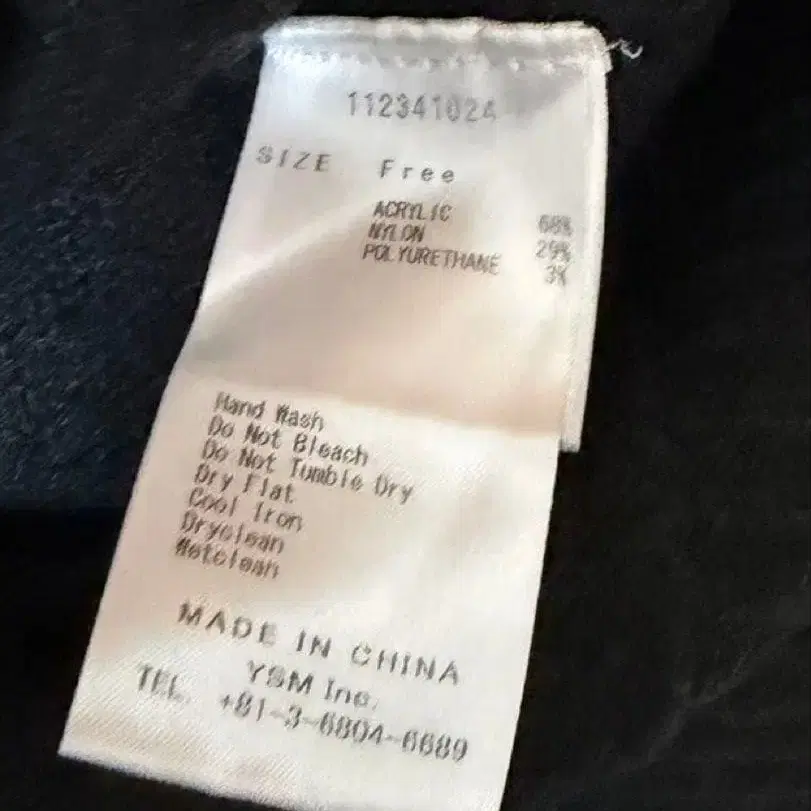 112341024
SIZE Free
ACRYLIC 68%
NYLON 29%
POLYURETHANE 3%
Hand Wash
Do Not Bleach
Do Not Tumble Dry
Dry Flat
Cool Iron
Dryclean
Wetclean
MADE IN CHINA
YSM Inc.
TEL. +81-3-6804-6689